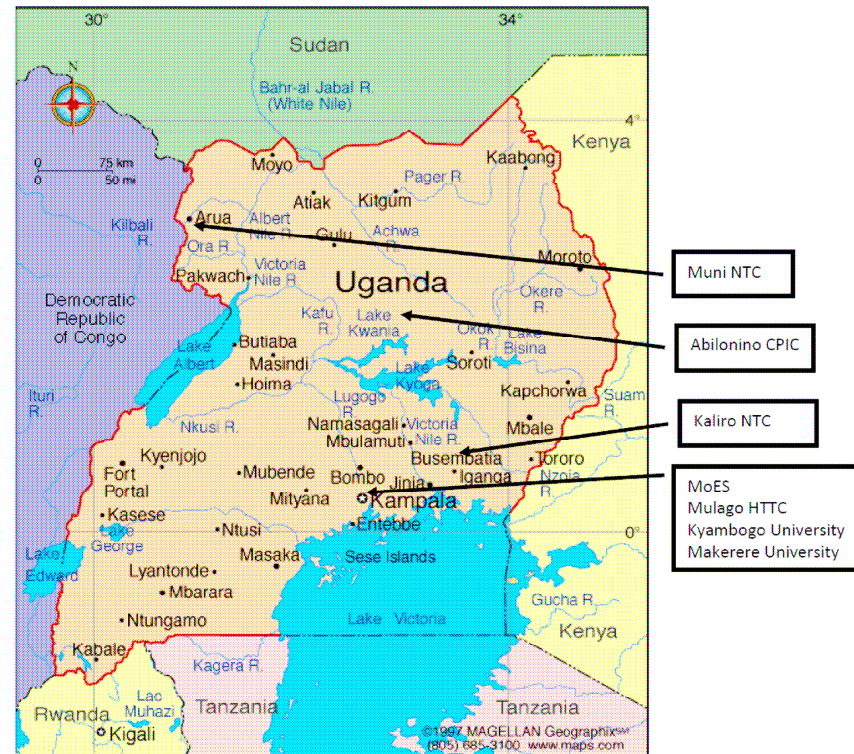 30°
34°
Sudan
N
Bahr-al Jabal R.
(White Nile)
4°
Kenya
0 75 km
0 50 mi
Moyo
Kaabong
Pager R.
Atiak
Kitgum
Arua
Albert
Nile R.
Achwa
R.
Kilbali
R.
Ora R.
Gulu
Moroto
Muni NTC
Pakwach
Victoria
Nile R.
Uganda
Okere
R.
Democratic
Republic
of Congo
Kafu
R.
Lake
Kwania
Okok
R.
Lake
Bisina
Abilonino CPIC
Butiaba
Lake
Albert
Masindi
Soroti
Lake
Kyoga
Hoima
Kapchorwa
Suam
R.
Ituri
R.
Lugogo
R.
Nkusi R.
Namasagali
Victoria
Nile R.
Mbale
Kaliro NTC
Mbulamuti
Kyenjojo
Busembatia
Tororo
Fort
Portal
Mubende
Bombo
Iganga
Nzoia
R.
Jinja
Mityana
Kampala
MoES
Mulago HTTC
Kyambogo University
Makerere University
Kasese
Lake
George
Ntusi
Entebbe
0°
Lake
Edward
Masaka
Sese Islands
Lyantonde
Mbarara
Ntungamo
Lake Victoria
Gucha R.
Kenya
Kabale
Kagera R.
Rwanda
Lac
Muhazi
Tanzania
Tanzania
Kigali
©1997 MAGELLAN Geographix℠
(805) 685-3100 www.maps.com